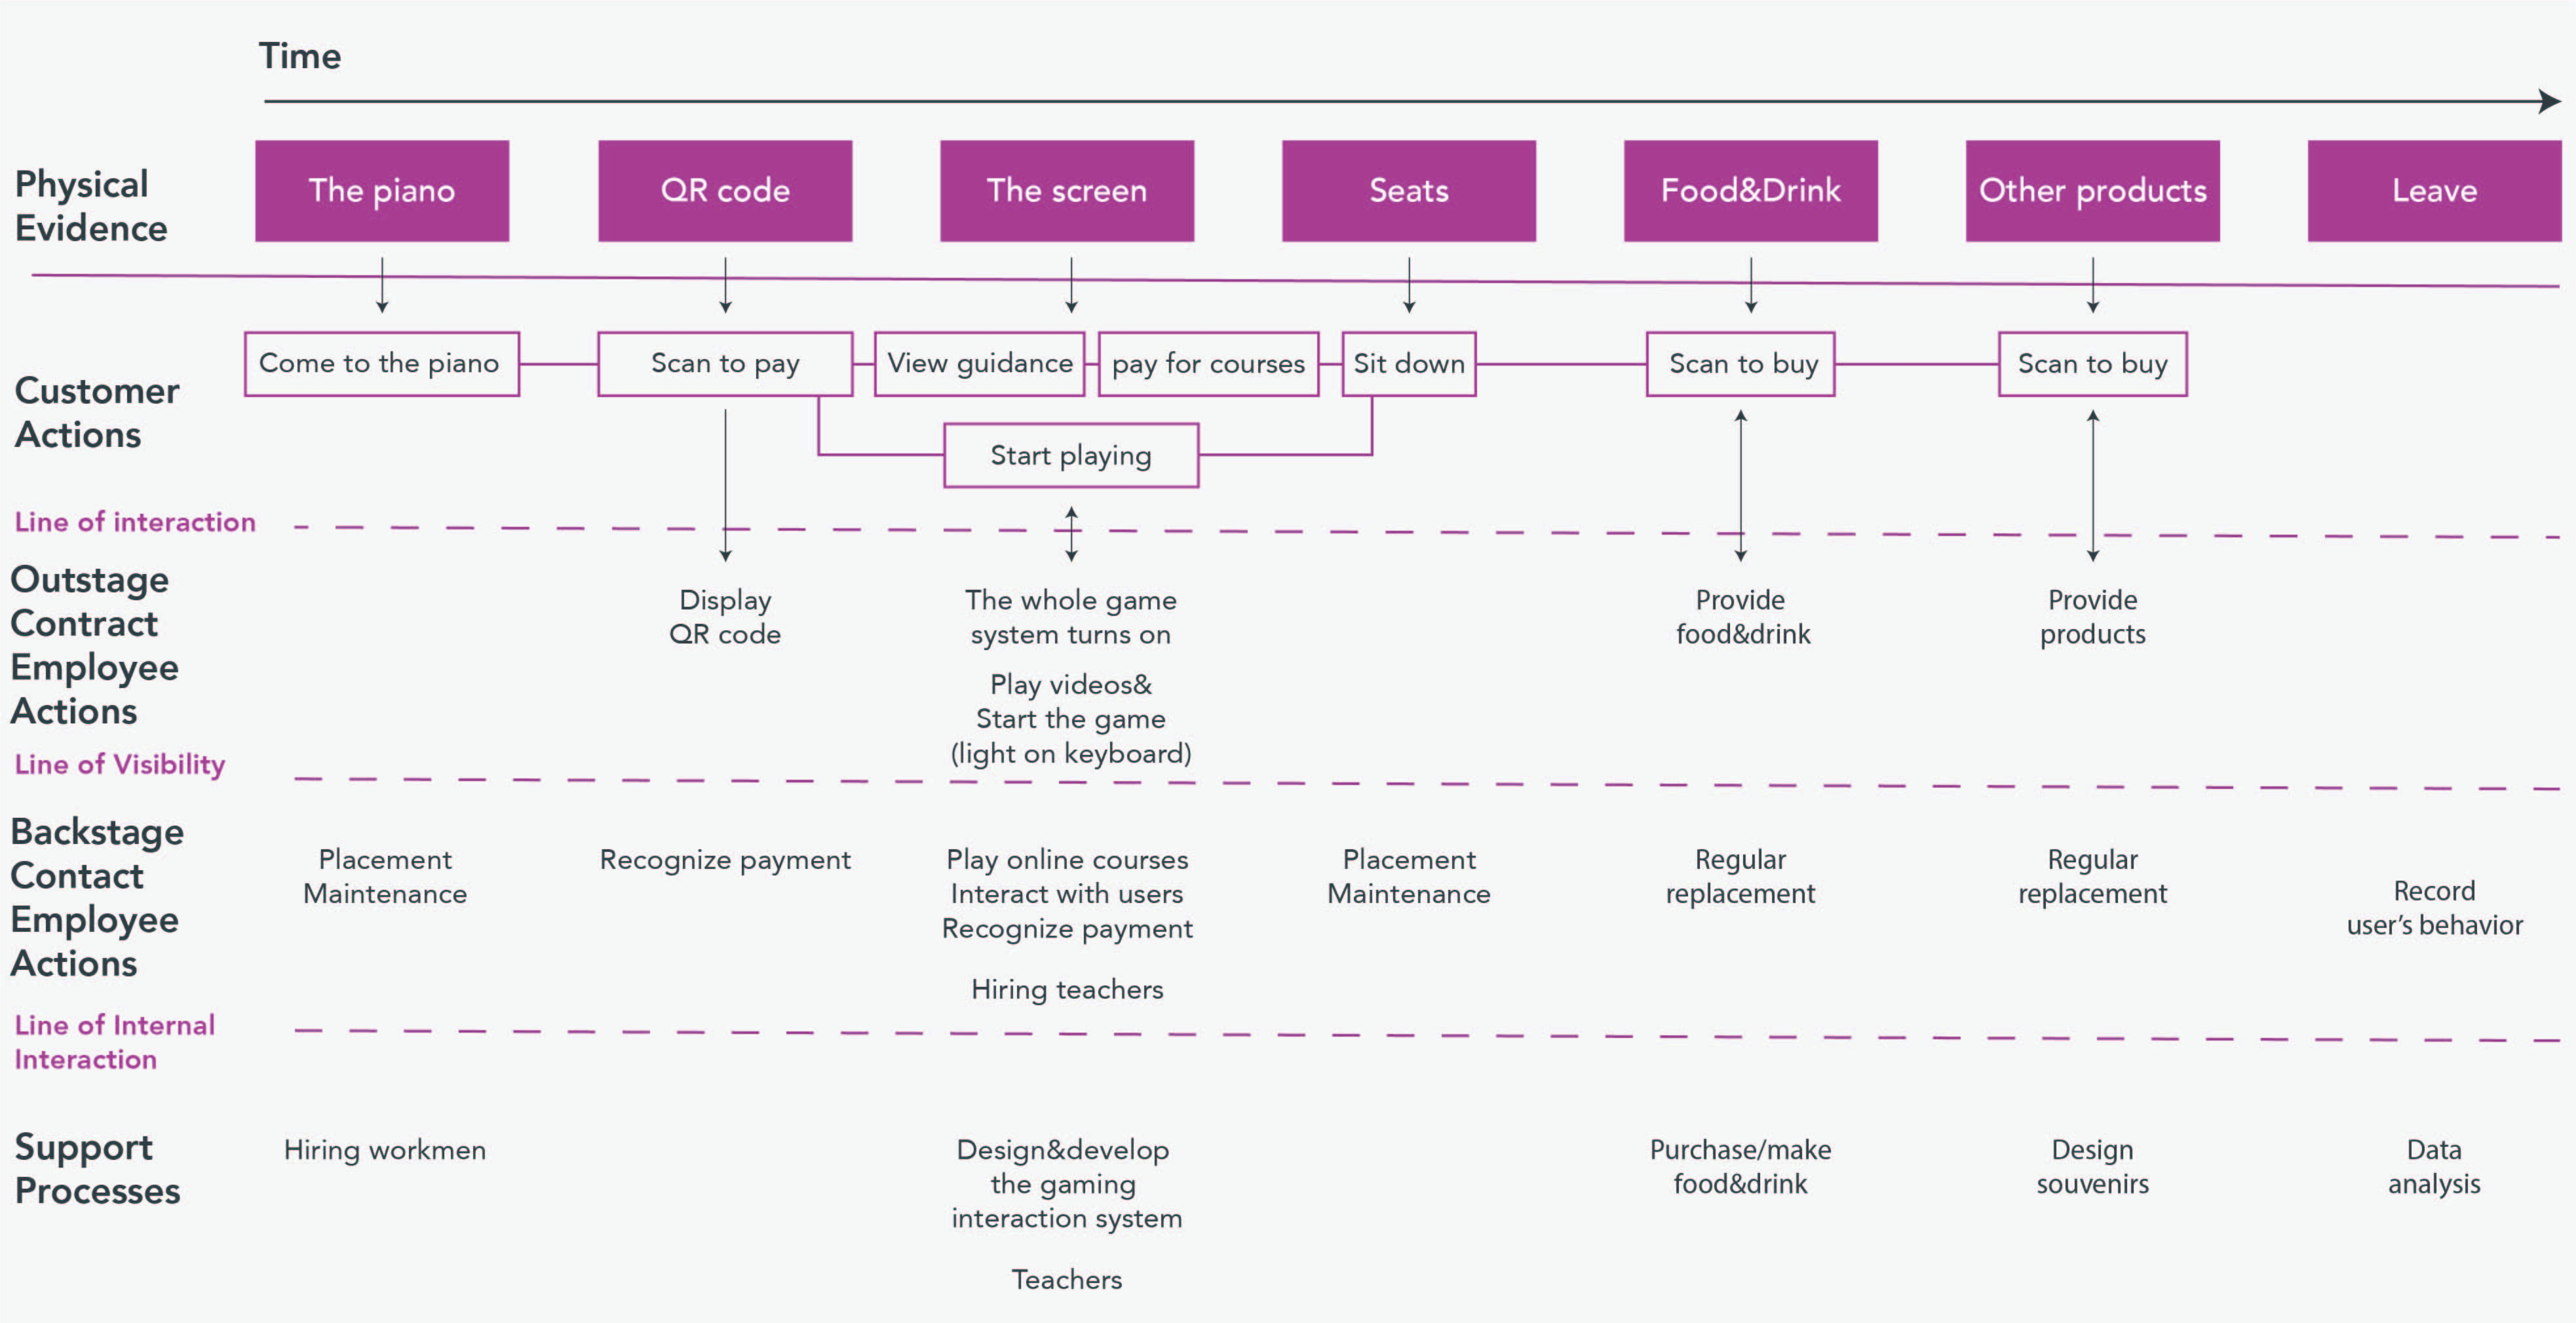 Time
Physical
Evidence
The piano
QR code
The screen
Seats
Food&Drink
Other products
Leave
Customer
Actions
Come to the piano
Scan to pay
View guidance
pay for courses
Sit down
Scan to buy
Scan to buy
Start playing
Line of interaction
Outstage
Contract
Employee
Actions
Display
QR code
The whole game
system turns on
Play videos&
Start the game
(light on keyboard)
Provide
food&drink
Provide
products
Line of Visibility
Backstage
Contact
Employee
Actions
Placement
Maintenance
Recognize payment
Play online courses
Interact with users
Recognize payment
Hiring teachers
Placement
Maintenance
Regular
replacement
Regular
replacement
Record
user’s behavior
Line of Internal
Interaction
Support
Processes
Hiring workmen
Design&develop
the gaming
interaction system
Teachers
Purchase/make
food&drink
Design
souvenirs
Data
analysis